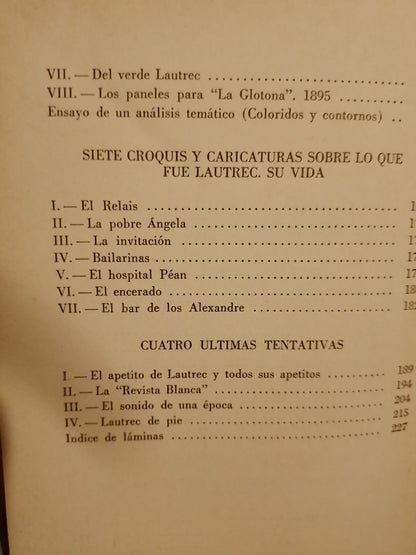 VII. — Del verde Lautrec ..............................
VIII. — Los paneles para "La Glotona". 1895 ..........
Ensayo de un análisis temático (Coloridos y contornos) ..
SIETE CROQUIS Y CARICATURAS SOBRE LO QUE
FUE LAUTREC. SU VIDA
I. — El Relais ..............................
II. — La pobre Ángela ..............................
III. — La invitación ..............................
IV. — Bailarinas ..............................
V. — El hospital Péan ..............................
VI. — El encerado ..............................
VII. — El bar de los Alexandre ..............................
CUATRO ULTIMAS TENTATIVAS
I — El apetito de Lautrec y todos sus apetitos .......... 189
II. — La "Revista Blanca" .............................. 194
III. — El sonido de una época .............................. 204
IV. — Lautrec de pie .............................. 215
Indice de láminas .............................. 227